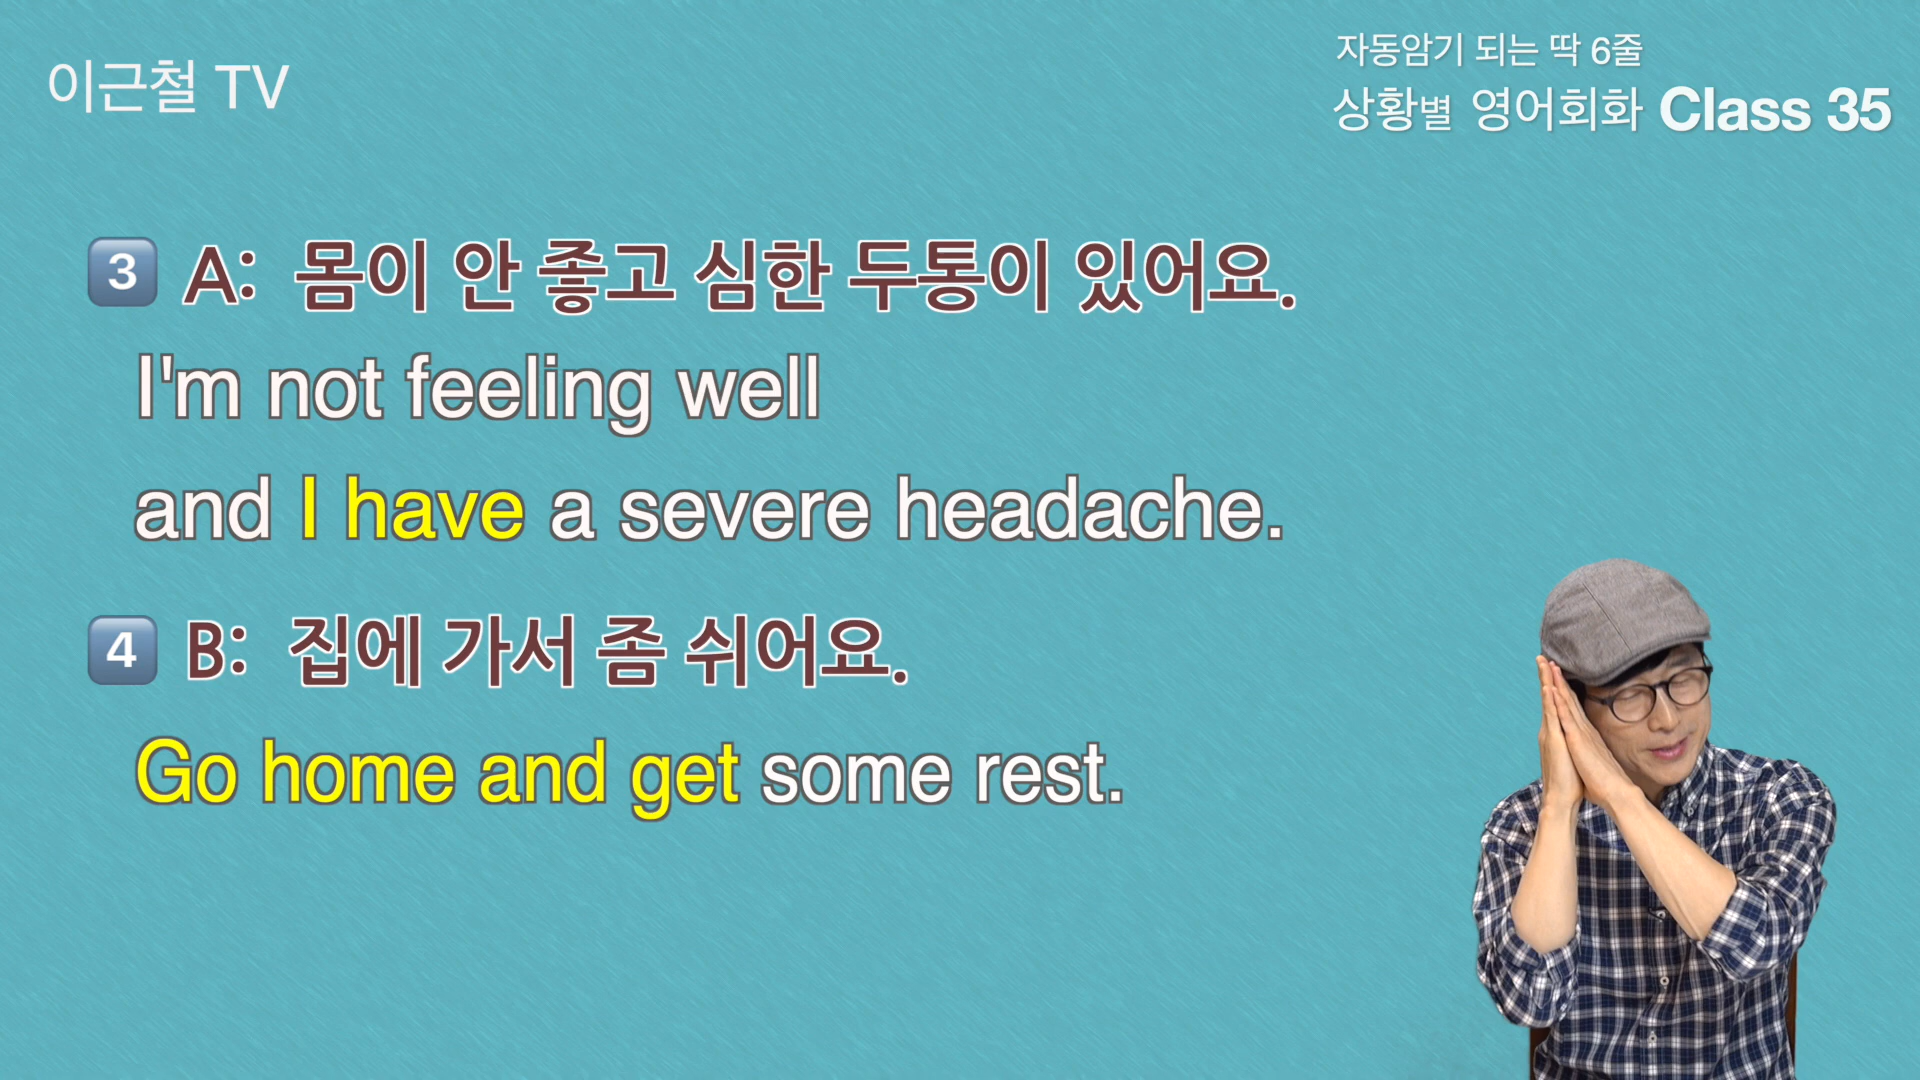 이근철 TV
자동암기 되는 딱 6줄
상황별 영어회화 Class 35
3 A: 몸이 안 좋고 심한 두통이 있어요.
I'm not feeling well
and I have a severe headache.
4 B: 집에 가서 좀 쉬어요.
Go home and get some rest.